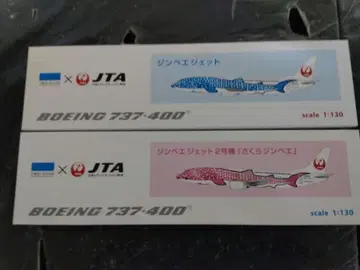 ジンベエジェット
× JTA
BOEING 737-400
scale 1:130
ジンベエジェット2号機「さくらジンベエ」
× JTA
BOEING 737-400
scale 1:130